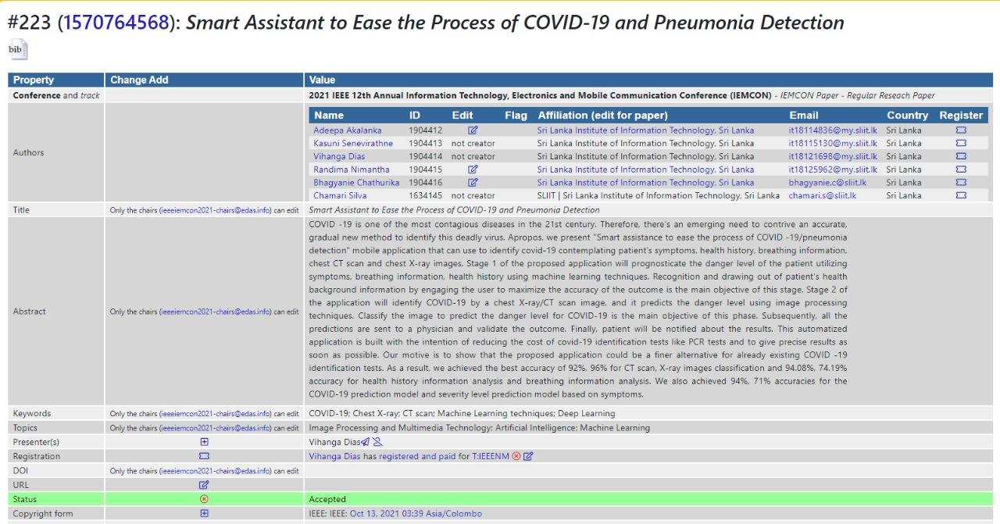 #223 (1570764568): Smart Assistant to Ease the Process of COVID-19 and Pneumonia Detection
bib
Property Change Add Value
Conference and track 2021 IEEE 12th Annual Information Technology, Electronics and Mobile Communication Conference (IEMCON) - IEMCON Paper - Regular Reseach Paper
Authors
Name ID Edit Flag Affiliation (edit for paper) Email Country Register
Adeepa Akalanka 1904412 Sri Lanka Institute of Information Technology, Sri Lanka it18114836@my.sliit.lk Sri Lanka
Kasuni Senevirathne 1904413 not creator Sri Lanka Institute of Information Technology, Sri Lanka it18115130@my.sliit.lk Sri Lanka
Vihanga Dias 1904414 not creator Sri Lanka Institute of Information Technology, Sri Lanka it18121698@my.sliit.lk Sri Lanka
Randima Nimantha 1904415 Sri Lanka Institute of Information Technology, Sri Lanka it18125962@my.sliit.lk Sri Lanka
Bhagyanie Chathurika 1904416 Sri Lanka Institute of Information Technology, Sri Lanka bhagyanie.c@sliit.lk Sri Lanka
Chamari Silva 1634145 not creator SLIIT | Sri Lanka Institute of Information Technology, Sri Lanka chamari.s@sliit.lk Sri Lanka
Title Only the chairs (ieeeiemcon2021-chairs@edas.info) can edit Smart Assistant to Ease the Process of COVID-19 and Pneumonia Detection
Abstract Only the chairs (ieeeiemcon2021-chairs@edas.info) can edit
COVID -19 is one of the most contagious diseases in the 21st century. Therefore, there's an emerging need to contrive an accurate,
gradual new method to identify this deadly virus. Apropos, we present "Smart assistance to ease the process of COVID -19/pneumonia
detection" mobile application that can use to identify covid-19 contemplating patient's symptoms, health history, breathing information,
chest CT scan and chest X-ray images. Stage 1 of the proposed application will prognosticate the danger level of the patient utilizing
symptoms, breathing information, health history using machine learning techniques. Recognition and drawing out of patient's health
background information by engaging the user to maximize the accuracy of the outcome is the main objective of this stage. Stage 2 of
the application will identify COVID-19 by a chest X-ray/CT scan image, and it predicts the danger level using image processing
techniques. Classify the image to predict the danger level for COVID-19 is the main objective of this phase. Subsequently, all the
predictions are sent to a physician and validate the outcome. Finally, patient will be notified about the results. This automatized
application is built with the intention of reducing the cost of covid-19 identification tests like PCR tests and to give precise results as
soon as possible. Our motive is to show that the proposed application could be a finer alternative for already existing COVID -19
identification tests. As a result, we achieved the best accuracy of 92%, 96% for CT scan, X-ray images classification and 94.08%, 74.19%
accuracy for health history information analysis and breathing information analysis. We also achieved 94%, 71% accuracies for the
COVID-19 prediction model and severity level prediction model based on symptoms.
Keywords Only the chairs (ieeeiemcon2021-chairs@edas.info) can edit COVID-19; Chest X-ray; CT scan; Machine Learning techniques; Deep Learning
Topics Only the chairs (ieeeiemcon2021-chairs@edas.info) can edit Image Processing and Multimedia Technology; Artificial Intelligence; Machine Learning
Presenter(s) Vihanga Dias
Registration Vihanga Dias has registered and paid for T:IEEENM
DOI Only the chairs (ieeeiemcon2021-chairs@edas.info) can edit
URL
Status Accepted
Copyright form IEEE; IEEE: Oct 13, 2021 03:39 Asia/Colombo